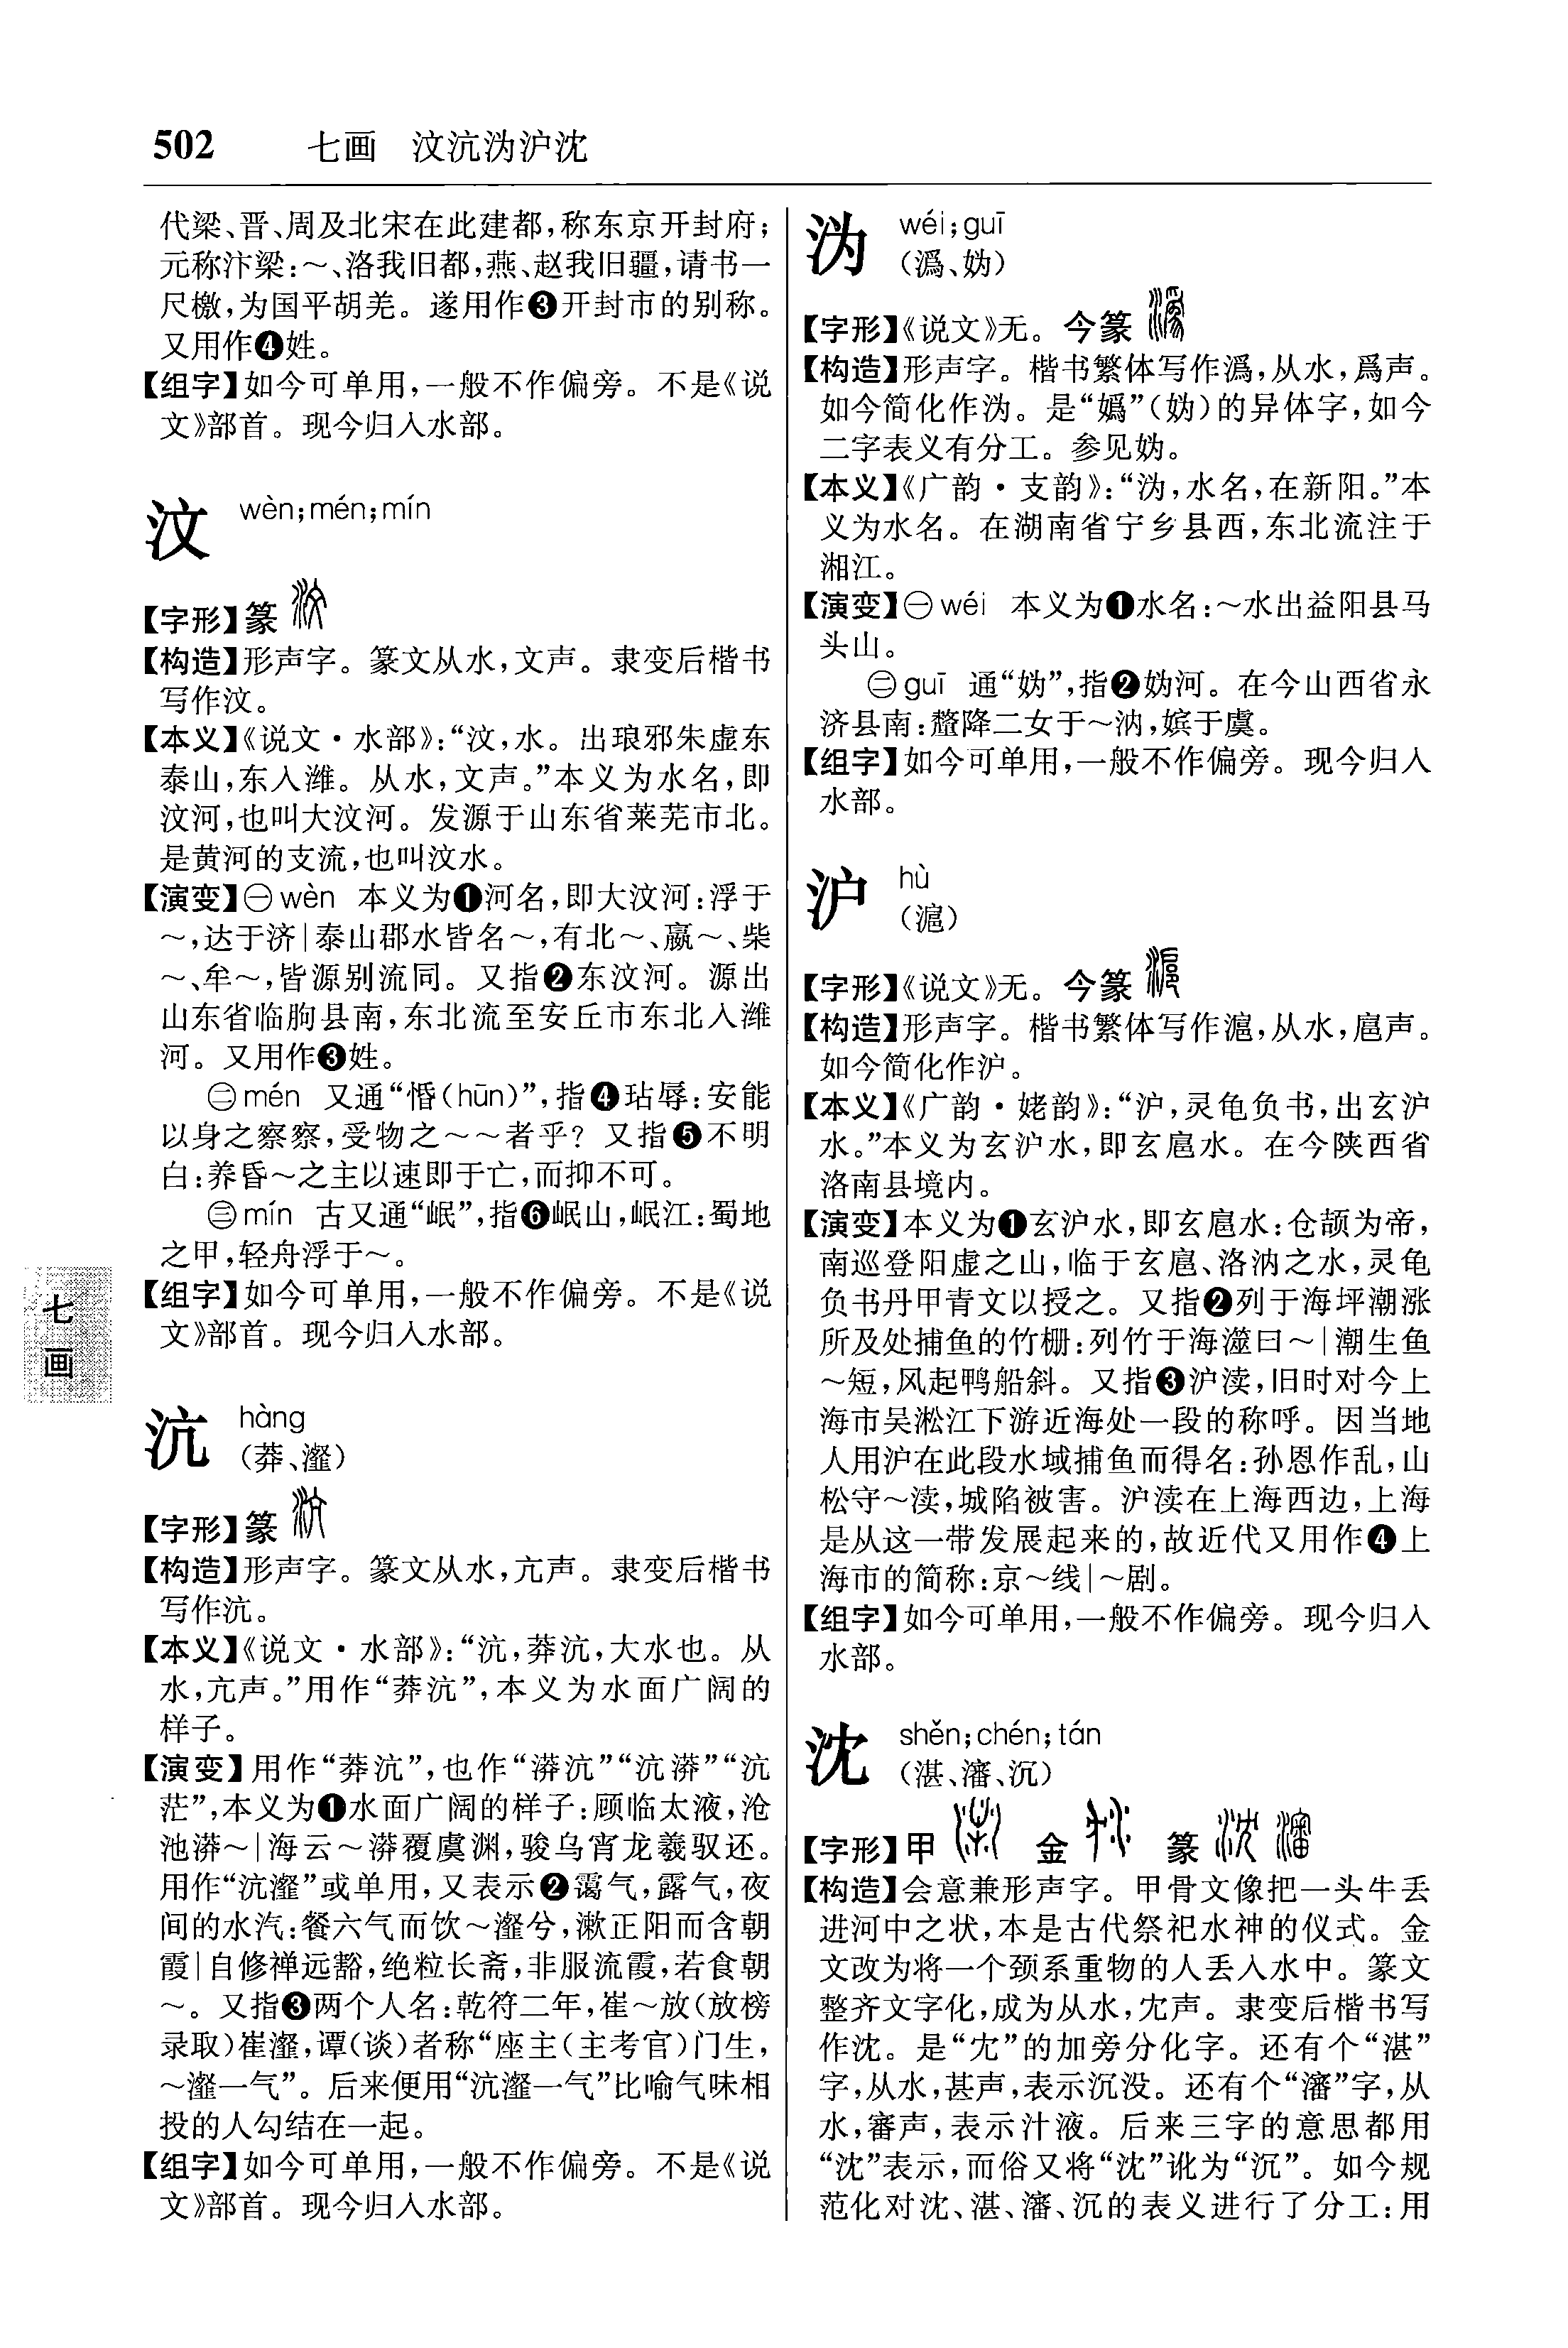 502 七画 汶沆沩沪沈
代梁、晋、周及北宋在此建都,称东京开封府;
元称汴梁:～、洛我旧都,燕、赵我旧疆,请书一
尺檄,为国平胡羌。遂用作❸开封市的别称。
又用作❹姓。
【组字】如今可单用,一般不作偏旁。不是《说
文》部首。现今归入水部。
汶 wèn;mén;mín
【字形】篆
【构造】形声字。篆文从水,文声。隶变后楷书
写作汶。
【本义】《说文·水部》:“汶,水。出琅邪朱虚东
泰山,东入潍。从水,文声。”本义为水名,即
汶河,也叫大汶河。发源于山东省莱芜市北。
是黄河的支流,也叫汶水。
【演变】㊀wèn 本义为❶河名,即大汶河:浮于
～,达于济|泰山郡水皆名～,有北～、嬴～、柴
～、牟～,皆源别流同。又指❷东汶河。源出
山东省临朐县南,东北流至安丘市东北入潍
河。又用作❸姓。
㊁mén 又通“惛(hūn)”,指❹玷辱:安能
以身之察察,受物之～～者乎?又指❺不明
白:养昏～之主以速即于亡,而抑不可。
㊂mín 古又通“岷”,指❻岷山,岷江:蜀地
之甲,轻舟浮于～。
【组字】如今可单用,一般不作偏旁。不是《说
文》部首。现今归入水部。
沆 hàng
(莽、瀣)
【字形】篆
【构造】形声字。篆文从水,亢声。隶变后楷书
写作沆。
【本义】《说文·水部》:“沆,莽沆,大水也。从
水,亢声。”用作“莽沆”,本义为水面广阔的
样子。
【演变】用作“莽沆”,也作“漭沆”“沆漭”“沆
茫”,本义为❶水面广阔的样子:顾临太液,沧
池漭～|海云～漭覆虞渊,骏乌宵龙羲驭还。
用作“沆瀣”或单用,又表示❷霭气,露气,夜
间的水汽:餐六气而饮～瀣兮,漱正阳而含朝
霞|自修禅远豁,绝粒长斋,非服流霞,若食朝
～。又指❸两个人名:乾符二年,崔～放(放榜
录取)崔瀣,谭(谈)者称“座主(主考官)门生,
～瀣一气”。后来便用“沆瀣一气”比喻气味相
投的人勾结在一起。
【组字】如今可单用,一般不作偏旁。不是《说
文》部首。现今归入水部。
沩 wéi;guī
(潙、妫)
【字形】《说文》无。今篆
【构造】形声字。楷书繁体写作潙,从水,爲声。
如今简化作沩。是“嬀”(妫)的异体字,如今
二字表义有分工。参见妫。
【本义】《广韵·支韵》:“沩,水名,在新阳。”本
义为水名。在湖南省宁乡县西,东北流注于
湘江。
【演变】㊀wéi 本义为❶水名:～水出益阳县马
头山。
㊁guī 通“妫”,指❷妫河。在今山西省永
济县南:釐降二女于～汭,嫔于虞。
【组字】如今可单用,一般不作偏旁。现今归入
水部。
沪 hù
(滬)
【字形】《说文》无。今篆
【构造】形声字。楷书繁体写作滬,从水,扈声。
如今简化作沪。
【本义】《广韵·姥韵》:“沪,灵龟负书,出玄沪
水。”本义为玄沪水,即玄扈水。在今陕西省
洛南县境内。
【演变】本义为❶玄沪水,即玄扈水:仓颉为帝,
南巡登阳虚之山,临于玄扈、洛汭之水,灵龟
负书丹甲青文以授之。又指❷列于海坪潮涨
所及处捕鱼的竹栅:列竹于海澨曰～|潮生鱼
～短,风起鸭船斜。又指❸沪渎,旧时对今上
海市吴淞江下游近海处一段的称呼。因当地
人用沪在此段水域捕鱼而得名:孙恩作乱,山
松守～渎,城陷被害。沪渎在上海西边,上海
是从这一带发展起来的,故近代又用作❹上
海市的简称:京～线|～剧。
【组字】如今可单用,一般不作偏旁。现今归入
水部。
沈 shěn;chén;tán
(湛、瀋、沉)
【字形】甲 金 篆
【构造】会意兼形声字。甲骨文像把一头牛丢
进河中之状,本是古代祭祀水神的仪式。金
文改为将一个颈系重物的人丢入水中。篆文
整齐文字化,成为从水,冘声。隶变后楷书写
作沈。是“冘”的加旁分化字。还有个“湛”
字,从水,甚声,表示沉没。还有个“瀋”字,从
水,審声,表示汁液。后来三字的意思都用
“沈”表示,而俗又将“沈”讹为“沉”。如今规
范化对沈、湛、瀋、沉的表义进行了分工:用
七
画